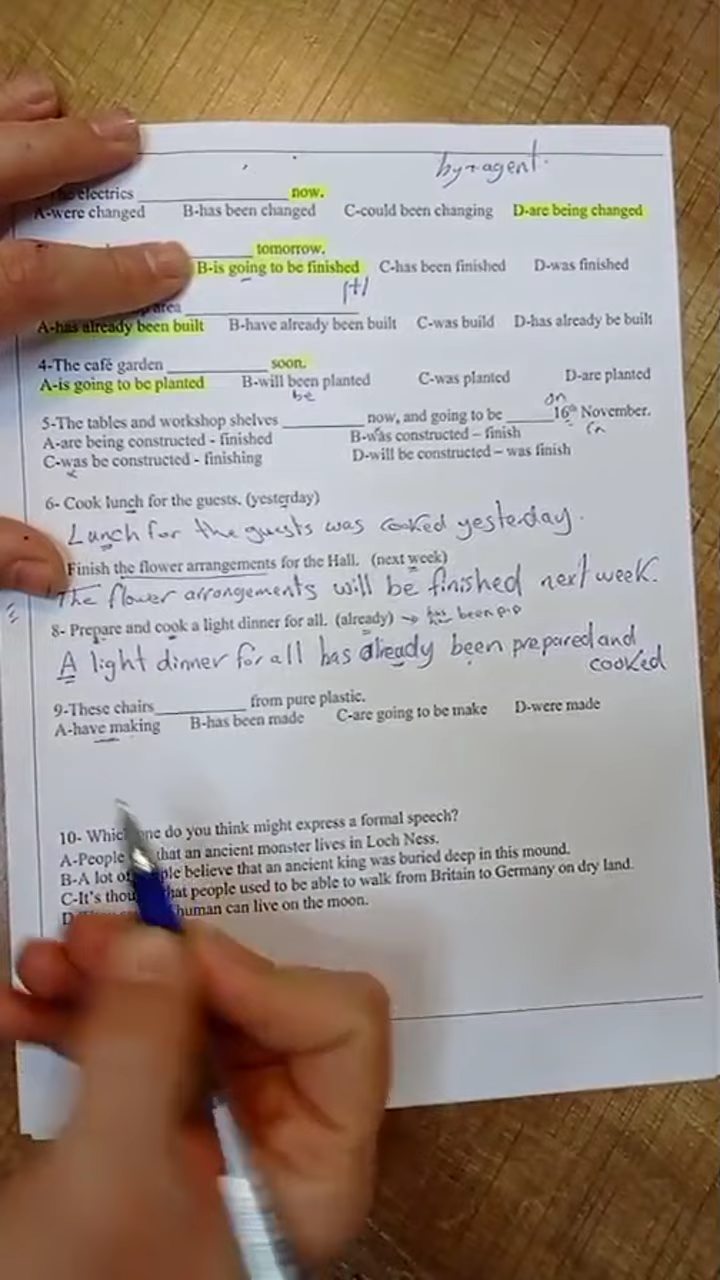 by+agent.
electrics ____________ now.
A-were changed B-has been changed C-could been changing D-are being changed
________ tomorrow.
B-is going to be finished C-has been finished D-was finished
area ____________
A-has already been built B-have already been built C-was build D-has already be built
4-The café garden __________ soon.
A-is going to be planted B-will been planted C-was planted D-are planted
be
on
5-The tables and workshop shelves ________ now, and going to be _____16th November.
in
A-are being constructed - finished B-was constructed – finish
C-was be constructed - finishing D-will be constructed – was finish
6- Cook lunch for the guests. (yesterday)
Lunch for the guests was cooked yesterday.
Finish the flower arrangements for the Hall. (next week)
The flower arrangements will be finished next week.
8- Prepare and cook a light dinner for all. (already) → has been p.p
A light dinner for all has already been prepared and
cooked
9-These chairs_________ from pure plastic.
A-have making B-has been made C-are going to be make D-were made
10- Which one do you think might express a formal speech?
A-People that an ancient monster lives in Loch Ness.
B-A lot of people believe that an ancient king was buried deep in this mound.
C-It's thought that people used to be able to walk from Britain to Germany on dry land.
D human can live on the moon.